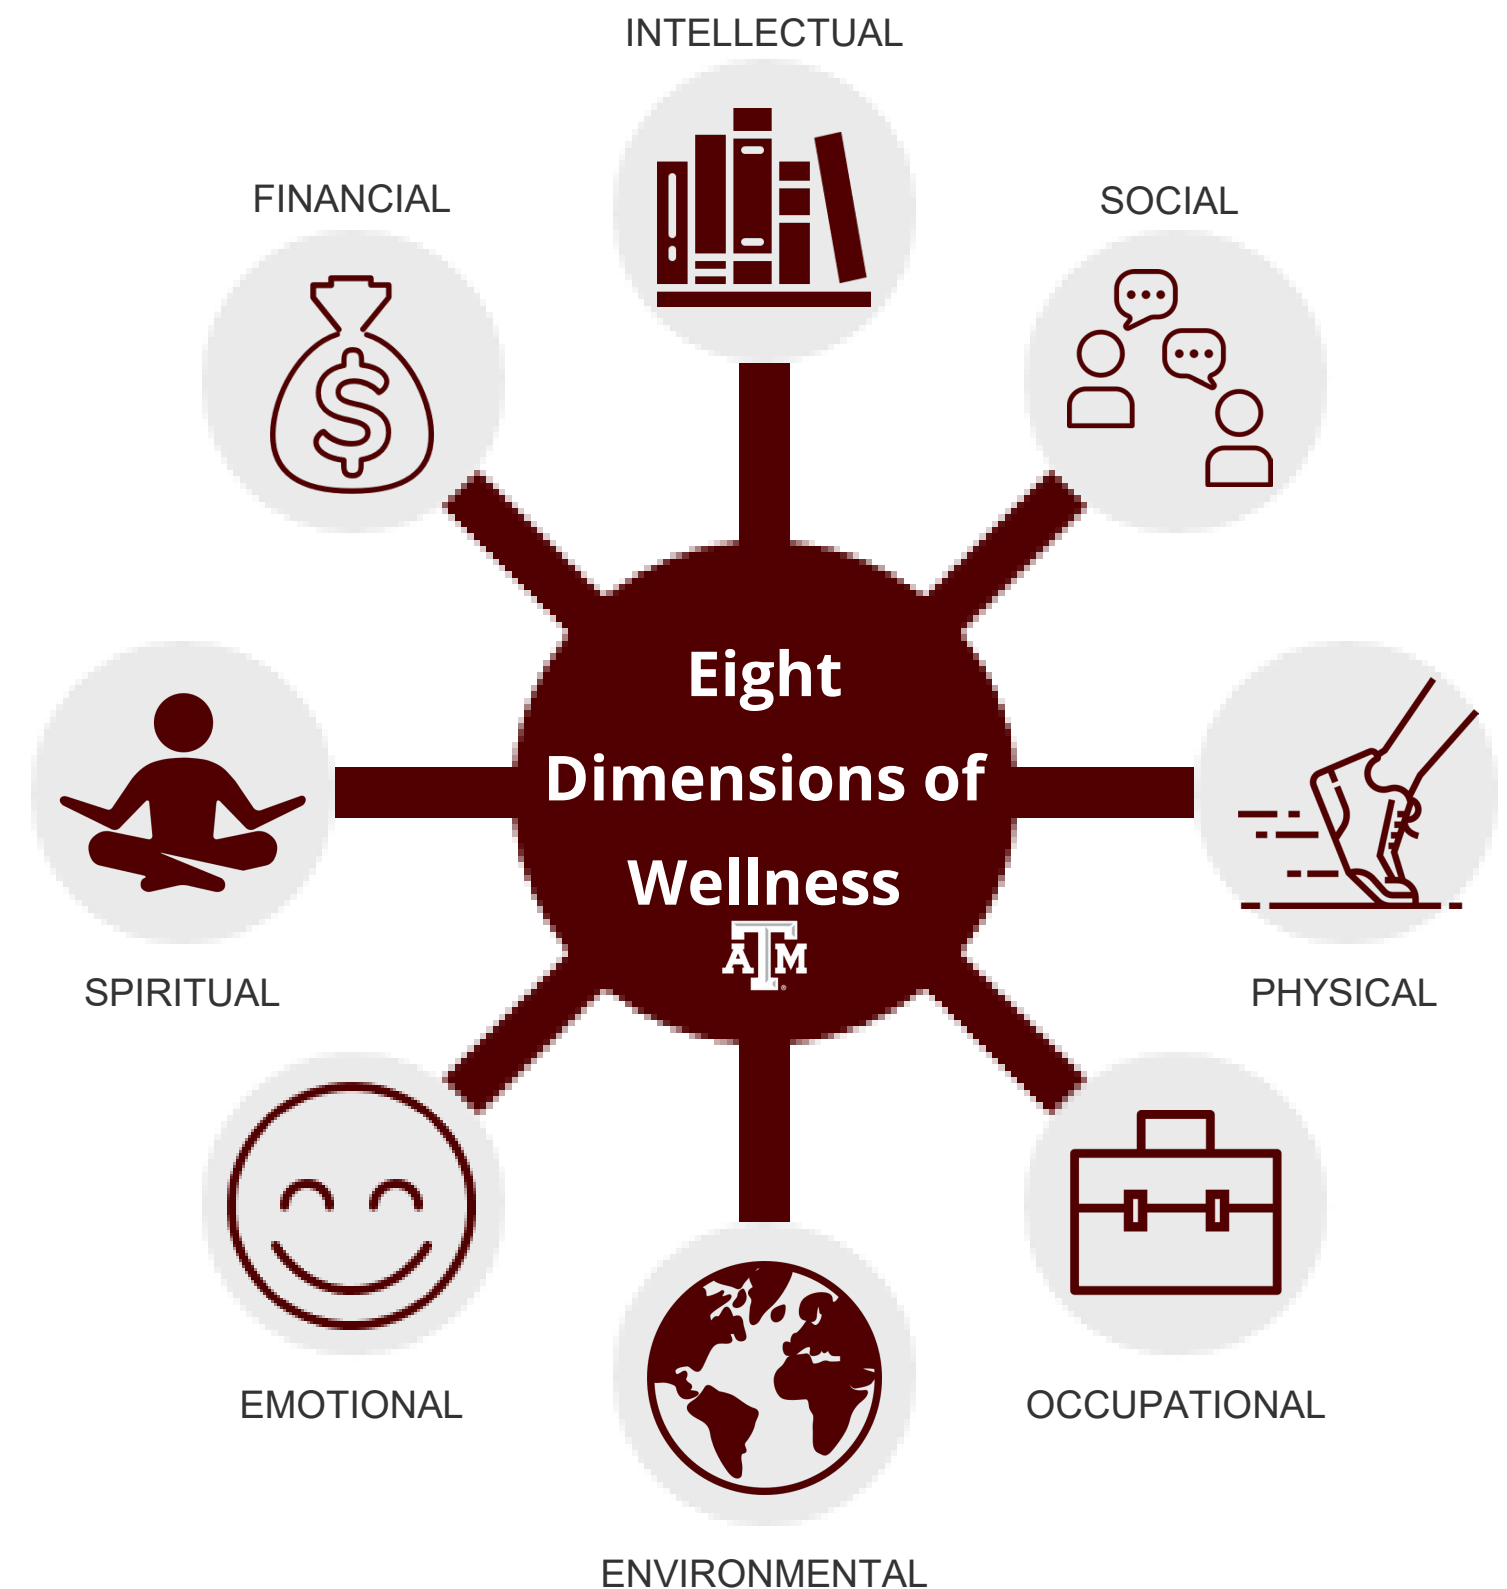 INTELLECTUAL
FINANCIAL
SOCIAL
$
Eight
Dimensions of
Wellness
ATM
SPIRITUAL
PHYSICAL
EMOTIONAL
OCCUPATIONAL
ENVIRONMENTAL